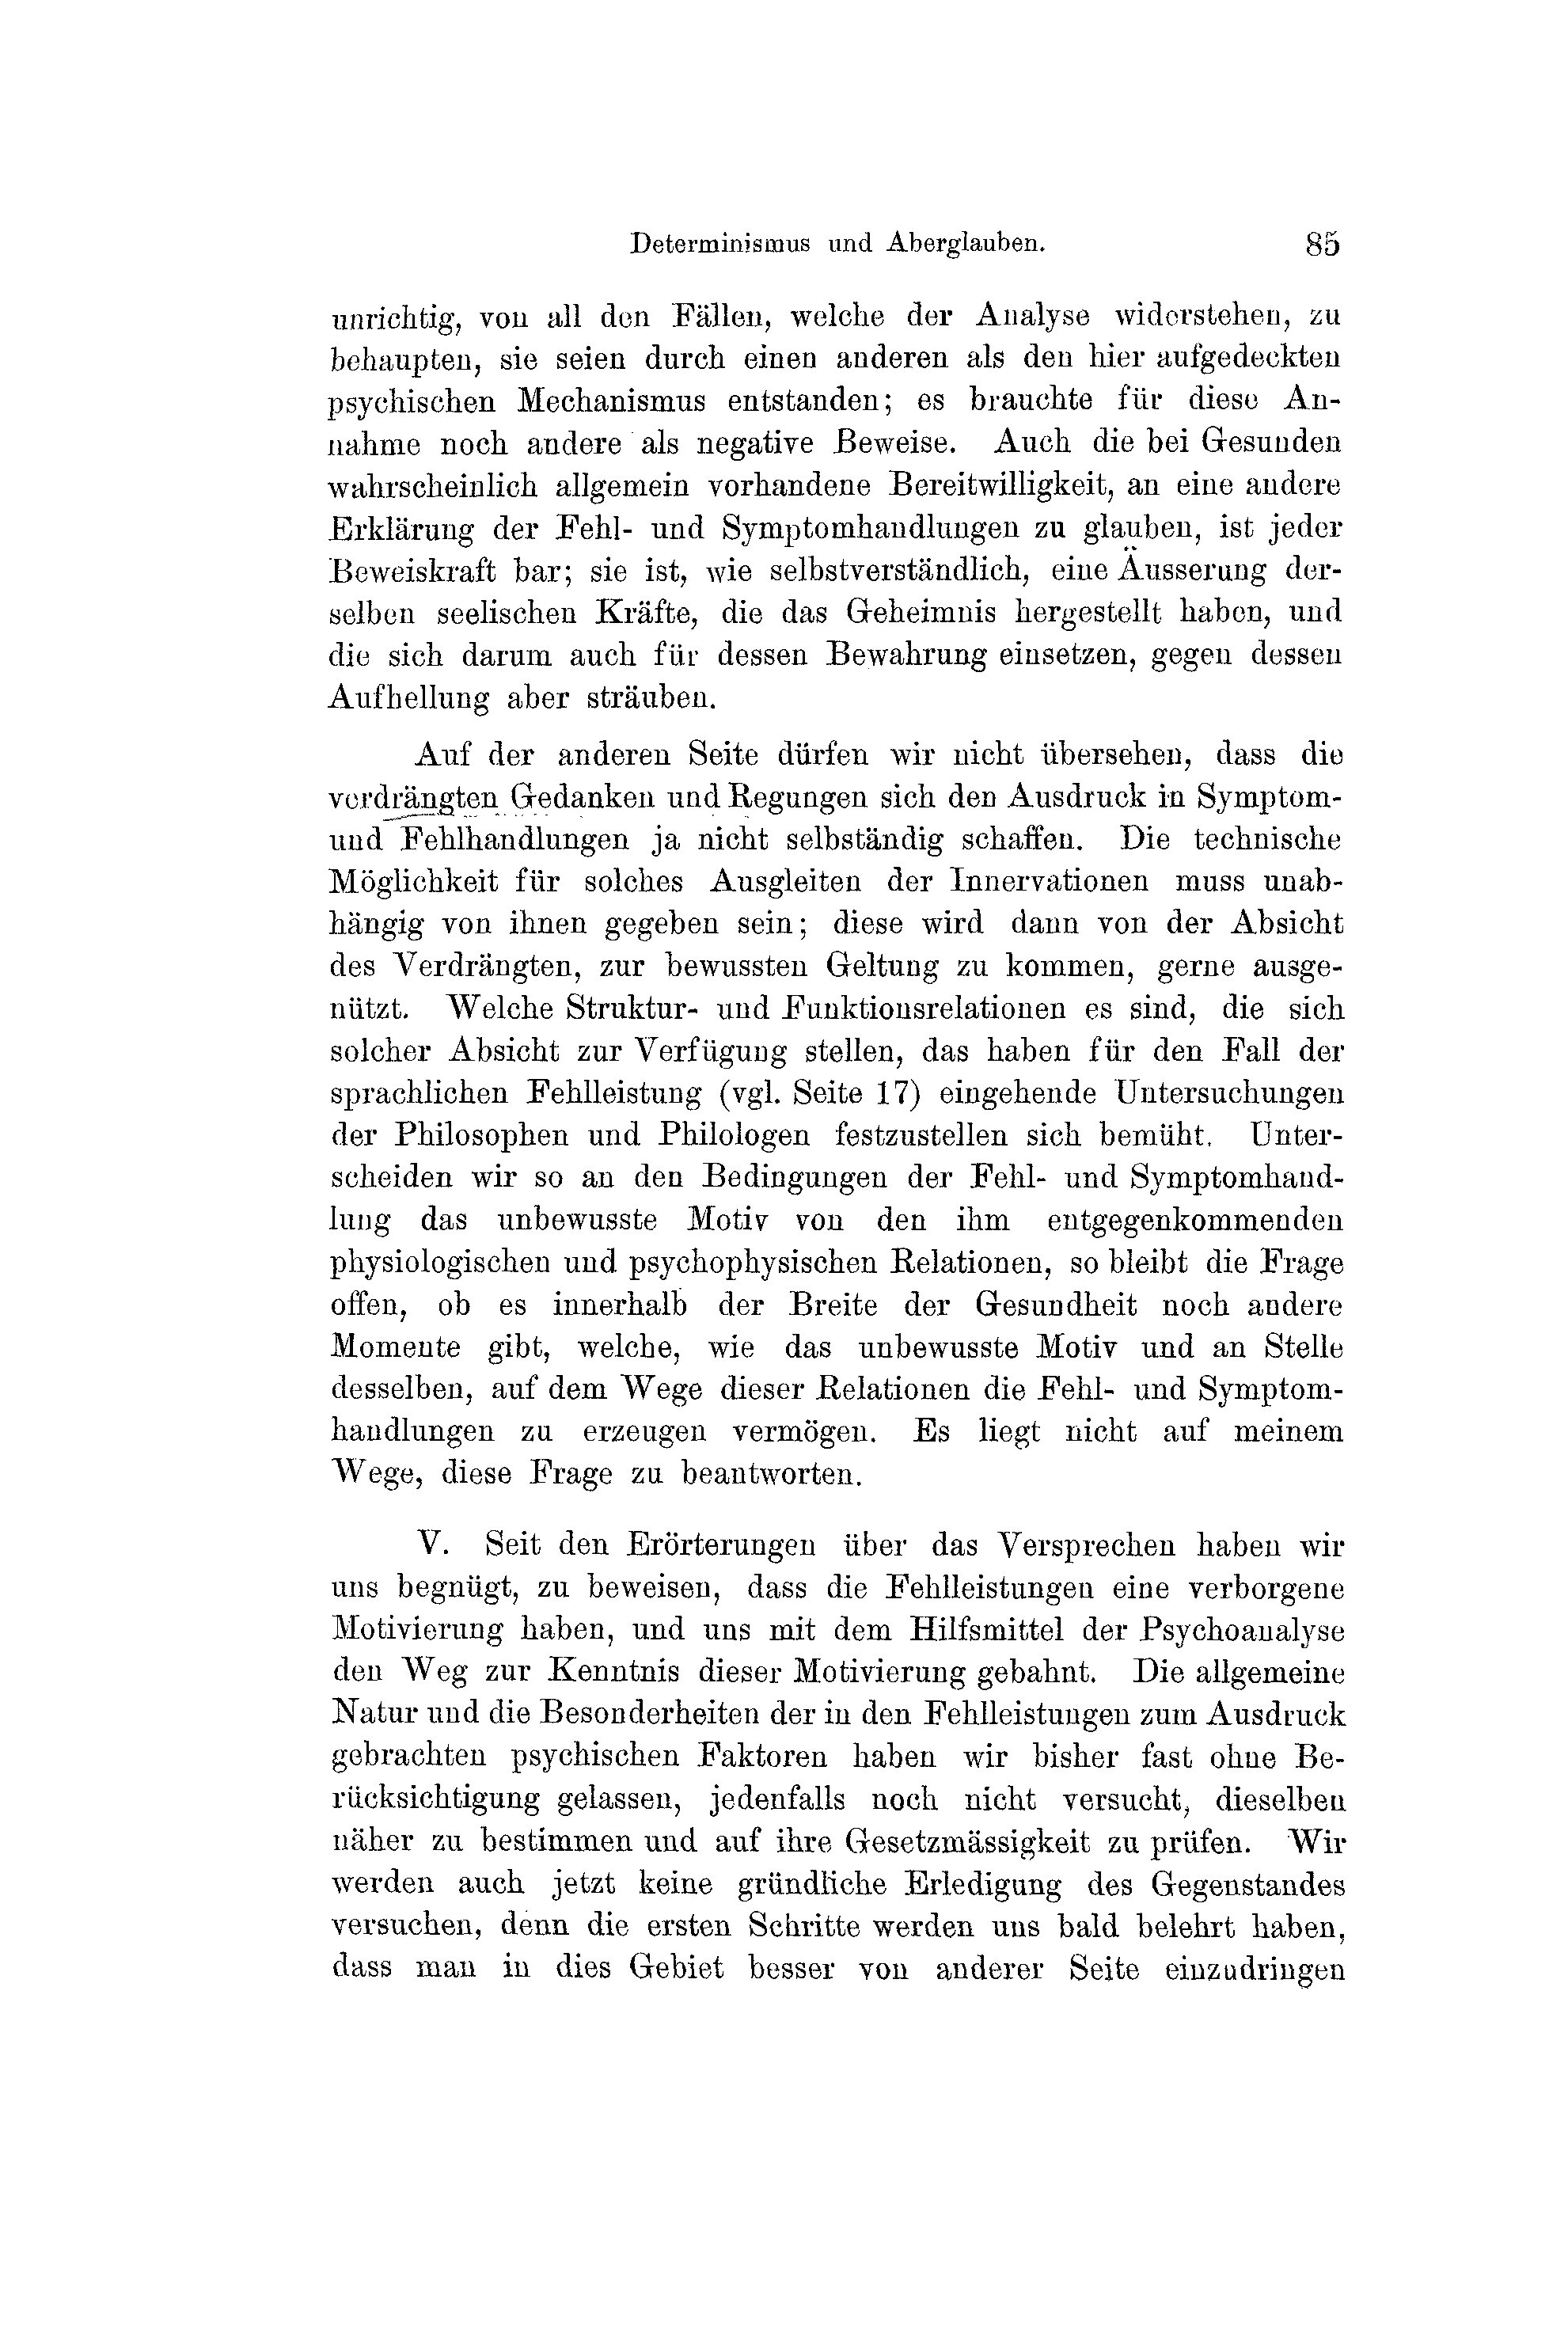 Determinismus und Aberglauben. 85
unrichtig, von all den Fällen, welche der Analyse widerstehen, zu
behaupten, sie seien durch einen anderen als den hier aufgedeckten
psychischen Mechanismus entstanden; es brauchte für diese An-
nahme noch andere als negative Beweise. Auch die bei Gesunden
wahrscheinlich allgemein vorhandene Bereitwilligkeit, an eine andere
Erklärung der Fehl- und Symptomhandlungen zu glauben, ist jeder
Beweiskraft bar; sie ist, wie selbstverständlich, eine Äusserung der-
selben seelischen Kräfte, die das Geheimnis hergestellt haben, und
die sich darum auch für dessen Bewahrung einsetzen, gegen dessen
Aufhellung aber sträuben.
Auf der anderen Seite dürfen wir nicht übersehen, dass die
verdrängten Gedanken und Regungen sich den Ausdruck in Symptom-
und Fehlhandlungen ja nicht selbständig schaffen. Die technische
Möglichkeit für solches Ausgleiten der Innervationen muss unab-
hängig von ihnen gegeben sein; diese wird dann von der Absicht
des Verdrängten, zur bewussten Geltung zu kommen, gerne ausge-
nützt. Welche Struktur- und Funktionsrelationen es sind, die sich
solcher Absicht zur Verfügung stellen, das haben für den Fall der
sprachlichen Fehlleistung (vgl. Seite 17) eingehende Untersuchungen
der Philosophen und Philologen festzustellen sich bemüht. Unter-
scheiden wir so an den Bedingungen der Fehl- und Symptomhand-
lung das unbewusste Motiv von den ihm entgegenkommenden
physiologischen und psychophysischen Relationen, so bleibt die Frage
offen, ob es innerhalb der Breite der Gesundheit noch andere
Momente gibt, welche, wie das unbewusste Motiv und an Stelle
desselben, auf dem Wege dieser Relationen die Fehl- und Symptom-
handlungen zu erzeugen vermögen. Es liegt nicht auf meinem
Wege, diese Frage zu beantworten.
V. Seit den Erörterungen über das Versprechen haben wir
uns begnügt, zu beweisen, dass die Fehlleistungen eine verborgene
Motivierung haben, und uns mit dem Hilfsmittel der Psychoanalyse
den Weg zur Kenntnis dieser Motivierung gebahnt. Die allgemeine
Natur und die Besonderheiten der in den Fehlleistungen zum Ausdruck
gebrachten psychischen Faktoren haben wir bisher fast ohne Be-
rücksichtigung gelassen, jedenfalls noch nicht versucht, dieselben
näher zu bestimmen und auf ihre Gesetzmässigkeit zu prüfen. Wir
werden auch jetzt keine gründliche Erledigung des Gegenstandes
versuchen, denn die ersten Schritte werden uns bald belehrt haben,
dass man in dies Gebiet besser von anderer Seite einzudringen